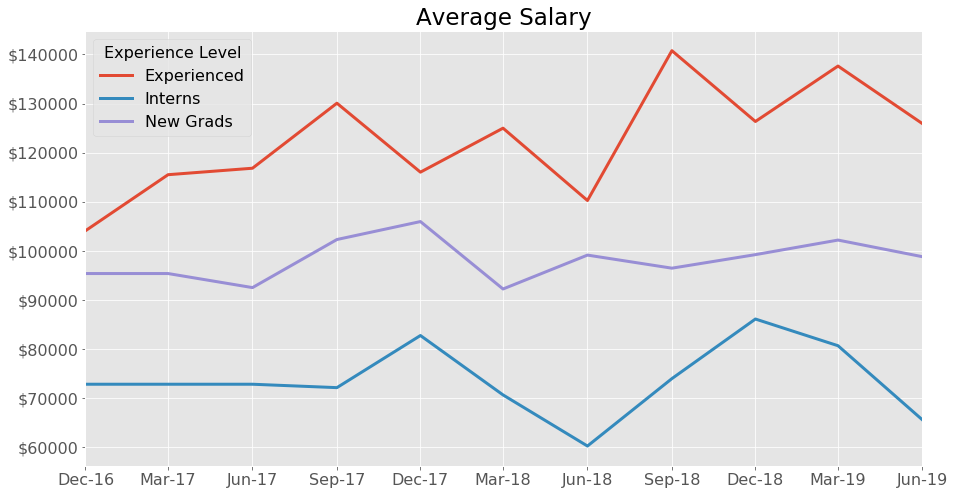 Average Salary
Experience Level
Experienced
Interns
New Grads
$140000
$130000
$120000
$110000
$100000
$90000
$80000
$70000
$60000
Dec-16 Mar-17 Jun-17 Sep-17 Dec-17 Mar-18 Jun-18 Sep-18 Dec-18 Mar-19 Jun-19